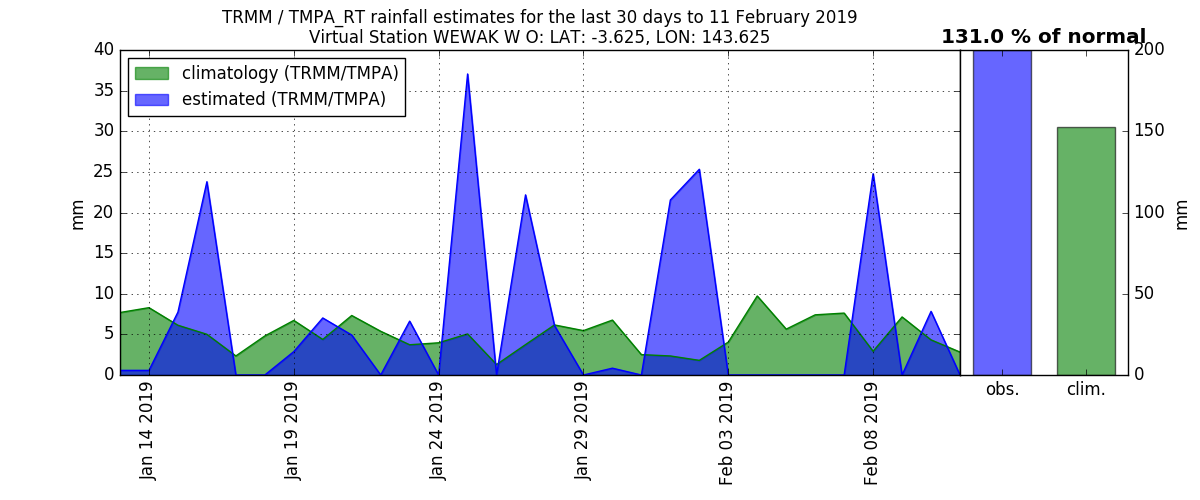 TRMM / TMPA_RT rainfall estimates for the last 30 days to 11 February 2019
Virtual Station WEWAK W O: LAT: -3.625, LON: 143.625
131.0 % of normal
climatology (TRMM/TMPA)
estimated (TRMM/TMPA)
40
35
30
25
20
15
10
5
0
mm
Jan 14 2019
Jan 19 2019
Jan 24 2019
Jan 29 2019
Feb 03 2019
Feb 08 2019
obs.
clim.
200
150
100
50
0
mm